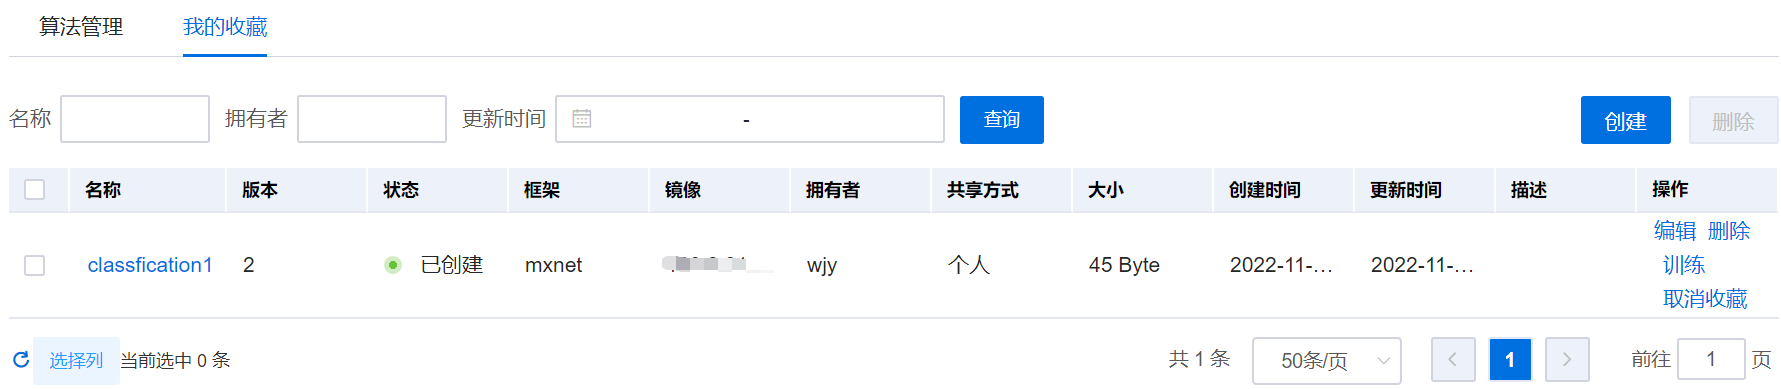 算法管理 我的收藏
名称 拥有者 更新时间 - 查询 创建 删除
名称 版本 状态 框架 镜像 拥有者 共享方式 大小 创建时间 更新时间 描述 操作
classfication1 2 已创建 mxnet wjy 个人 45 Byte 2022-11-... 2022-11-... 编辑 删除
训练
取消收藏
选择列 当前选中 0 条 共 1 条 50条/页 1 前往 1 页